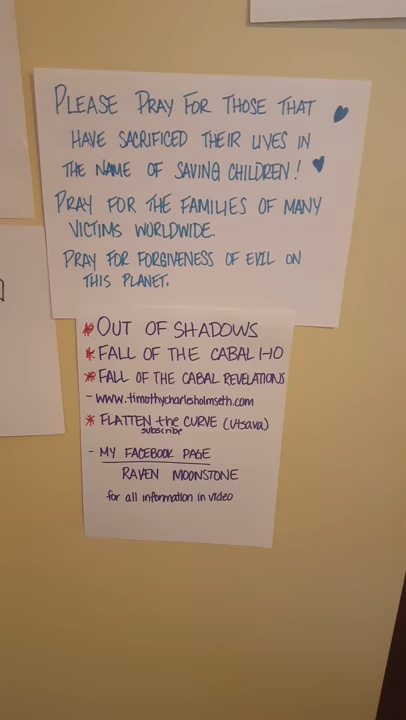 PLEASE PRAY FOR THOSE THAT
HAVE SACRIFICED THEIR LIVES IN
THE NAME OF SAVING CHILDREN!
PRAY FOR THE FAMILIES OF MANY
VICTIMS WORLDWIDE.
PRAY FOR FORGIVENESS OF EVIL ON
THIS PLANET.
* OUT OF SHADOWS
* FALL OF THE CABAL 1-10
* FALL OF THE CABAL REVELATIONS
- www.timothycharlesholmseth.com
* FLATTEN the CURVE (Utsava)
subscribe
- MY FACEBOOK PAGE
RAVEN MOONSTONE
for all information in video